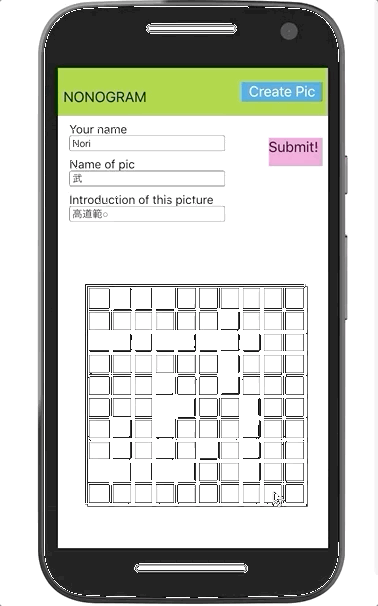 NONOGRAM
Create Pic
Your name
Nori
Submit!
Name of pic
武
Introduction of this picture
高道範。